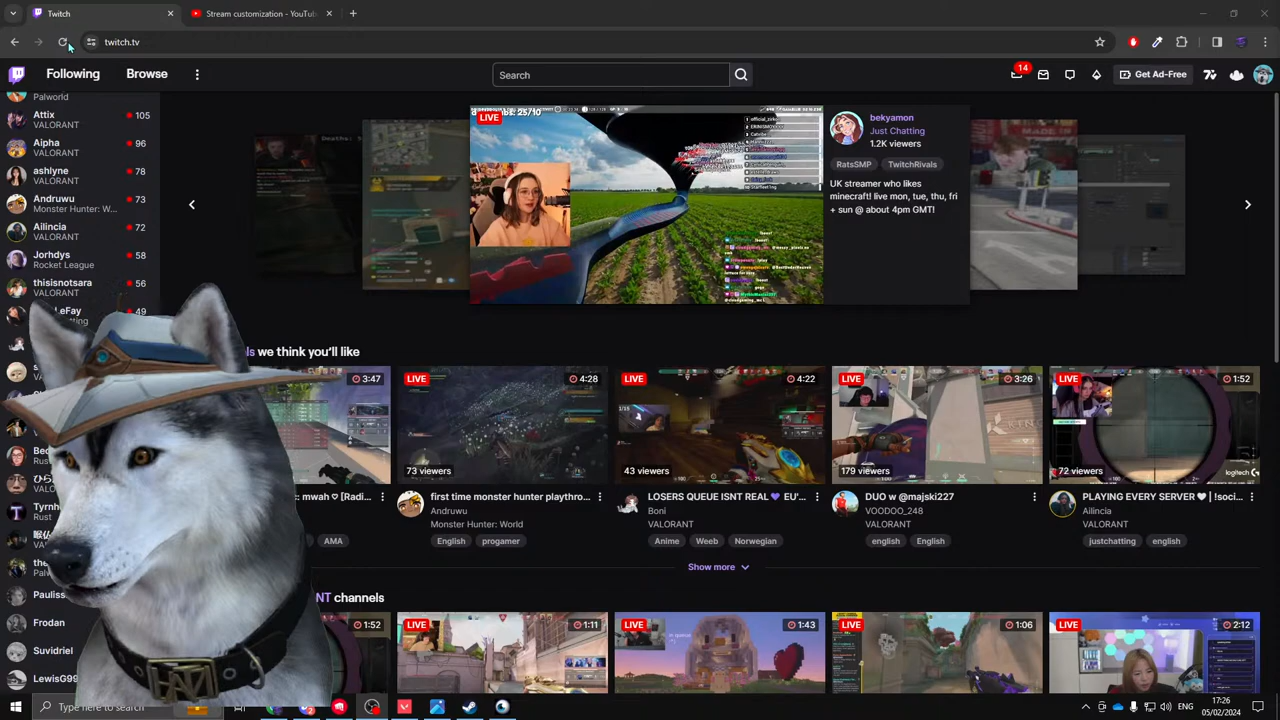 Twitch
Stream customization - YouTu
twitch.tv
Following
Browse
Search
14
Get Ad-Free
Palworld
Attix
105
VALORANT
Aipha
96
VALORANT
ashlyne
78
VALORANT
Andruwu
73
Monster Hunter: W...
Ailincia
72
VALORANT
Jorhdys
58
Rocket League
thisisnotsara
56
VALORANT
LeFay
49
LIVE
bekyamon
Just Chatting
1.2K viewers
RatsSMP
TwitchRivals
UK streamer who likes
minecraft! live mon, tue, thu, fri
+ sun @ about 4pm GMT!
MADE IN
ls we think you'll like
3:47
LIVE
4:28
LIVE
4:22
LIVE
3:26
LIVE
1:52
73 viewers
43 viewers
179 viewers
72 viewers
logitech G
: mwah ♡ [Radi...
AMA
first time monster hunter playthro...
Andruwu
Monster Hunter: World
English
progamer
LOSERS QUEUE ISNT REAL 💜 EU'...
Boni
VALORANT
Anime
Weeb
Norwegian
DUO w @majski227
VOODOO_248
VALORANT
english
English
PLAYING EVERY SERVER 🤍 | !soci...
Ailincia
VALORANT
justchatting
english
Show more
NT channels
1:52
LIVE
1:11
LIVE
1:43
LIVE
1:06
LIVE
2:12
Rust
Tyrnh
Rust
Pauliss
Frodan
Suvidriel
LewisG99
Type here to search
17:26
05/02/2024